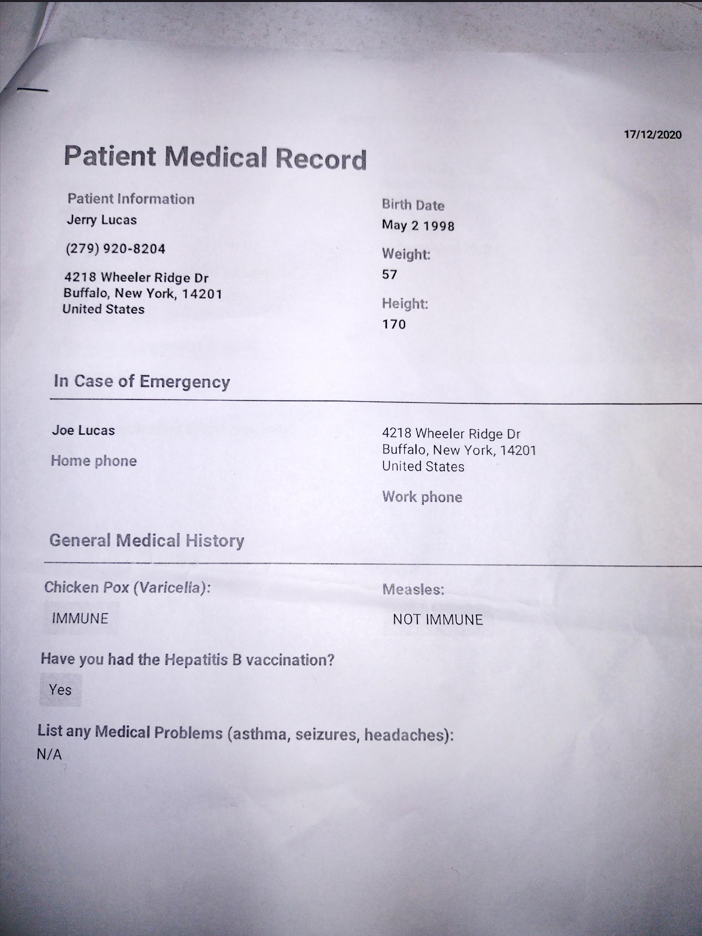 17/12/2020
Patient Medical Record
Patient Information
Jerry Lucas
(279) 920-8204
4218 Wheeler Ridge Dr
Buffalo, New York, 14201
United States
Birth Date
May 2 1998
Weight:
57
Height:
170
In Case of Emergency
Joe Lucas
Home phone
4218 Wheeler Ridge Dr
Buffalo, New York, 14201
United States
Work phone
General Medical History
Chicken Pox (Varicella):
IMMUNE
Measles:
NOT IMMUNE
Have you had the Hepatitis B vaccination?
Yes
List any Medical Problems (asthma, seizures, headaches):
N/A